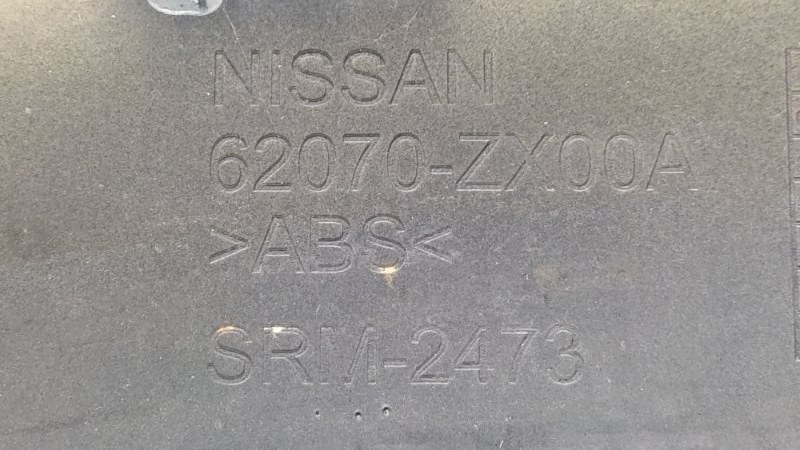 NISSAN
62070-ZX00A
>ABS<
SRM-2473